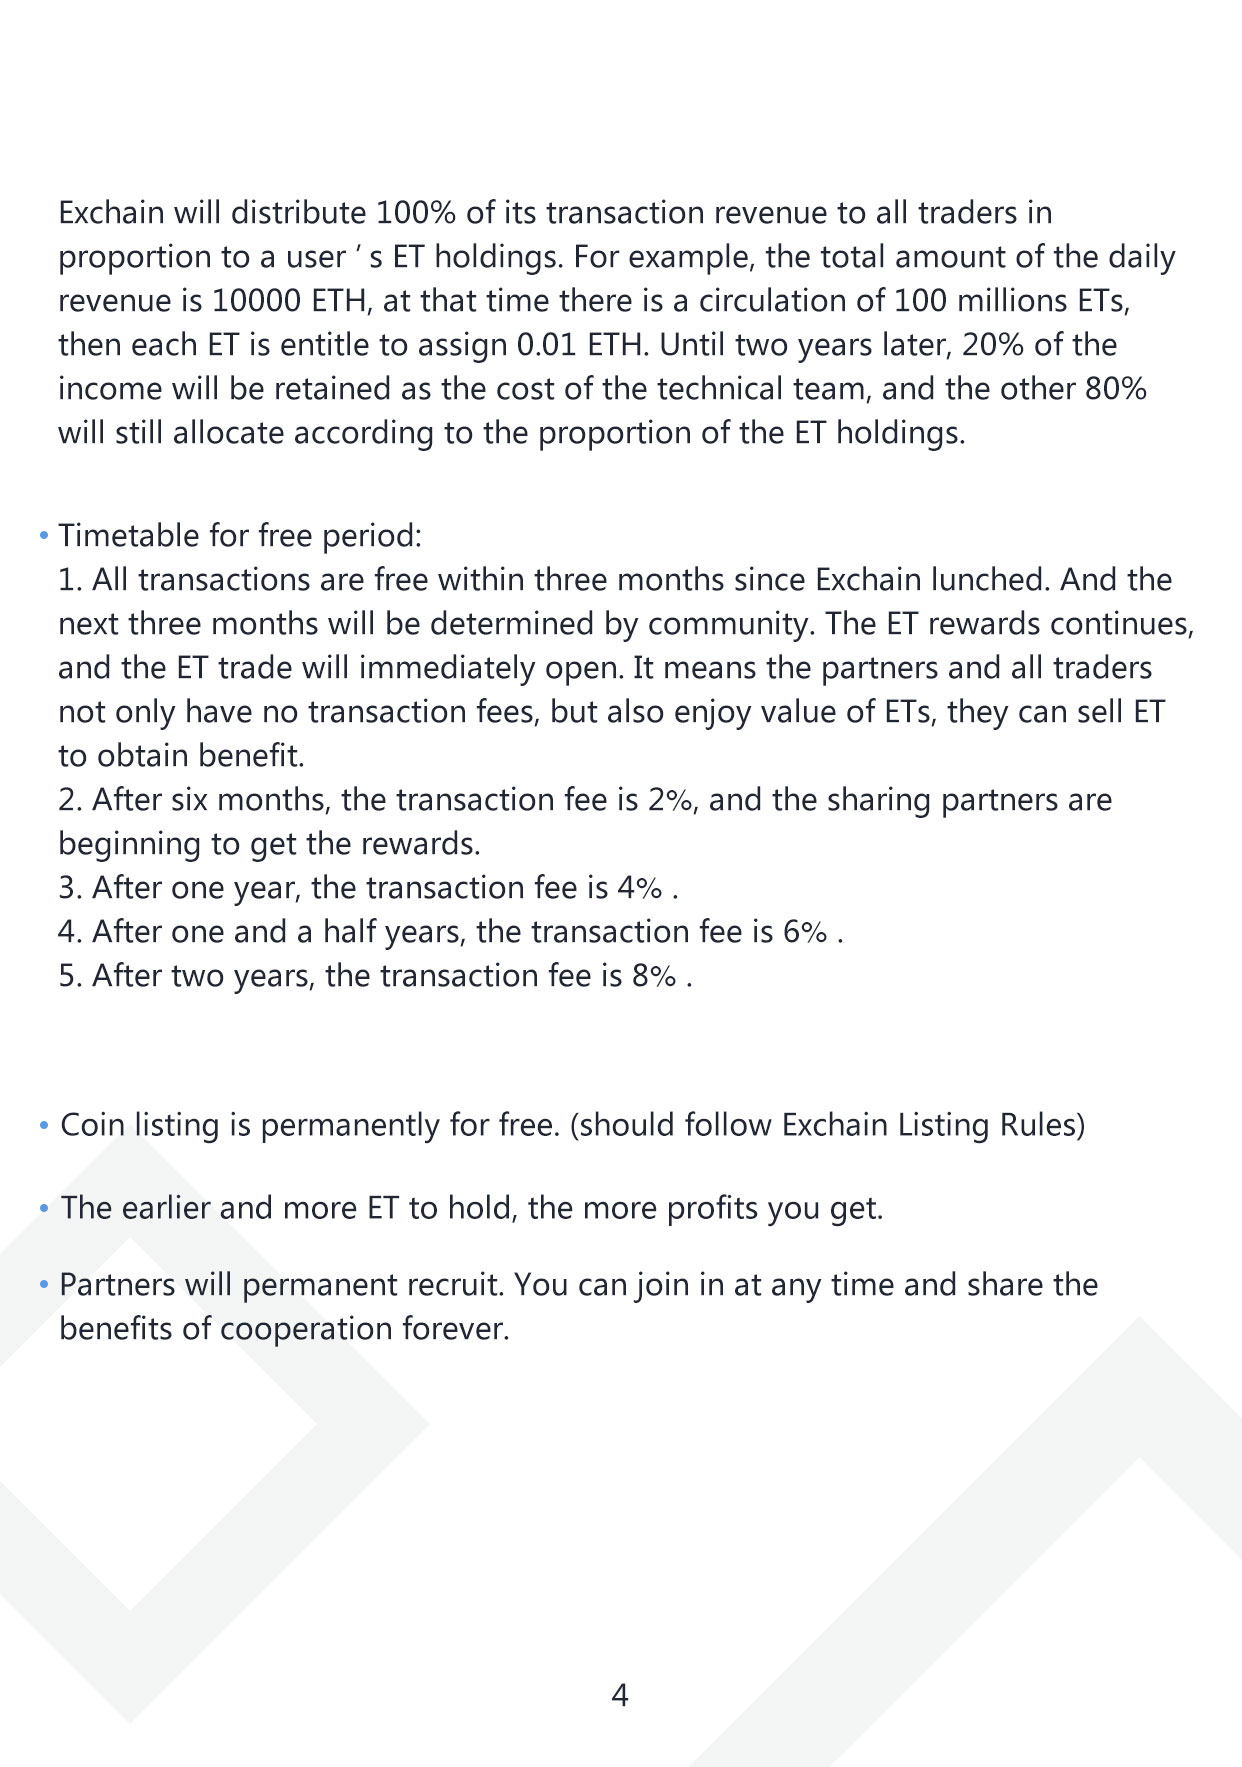 Exchain will distribute 100% of its transaction revenue to all traders in
proportion to a user ’ s ET holdings. For example, the total amount of the daily
revenue is 10000 ETH, at that time there is a circulation of 100 millions ETs,
then each ET is entitle to assign 0.01 ETH. Until two years later, 20% of the
income will be retained as the cost of the technical team, and the other 80%
will still allocate according to the proportion of the ET holdings.
• Timetable for free period:
1. All transactions are free within three months since Exchain lunched. And the
next three months will be determined by community. The ET rewards continues,
and the ET trade will immediately open. It means the partners and all traders
not only have no transaction fees, but also enjoy value of ETs, they can sell ET
to obtain benefit.
2. After six months, the transaction fee is 2%, and the sharing partners are
beginning to get the rewards.
3. After one year, the transaction fee is 4% .
4. After one and a half years, the transaction fee is 6% .
5. After two years, the transaction fee is 8% .
• Coin listing is permanently for free. (should follow Exchain Listing Rules)
• The earlier and more ET to hold, the more profits you get.
• Partners will permanent recruit. You can join in at any time and share the
benefits of cooperation forever.
4